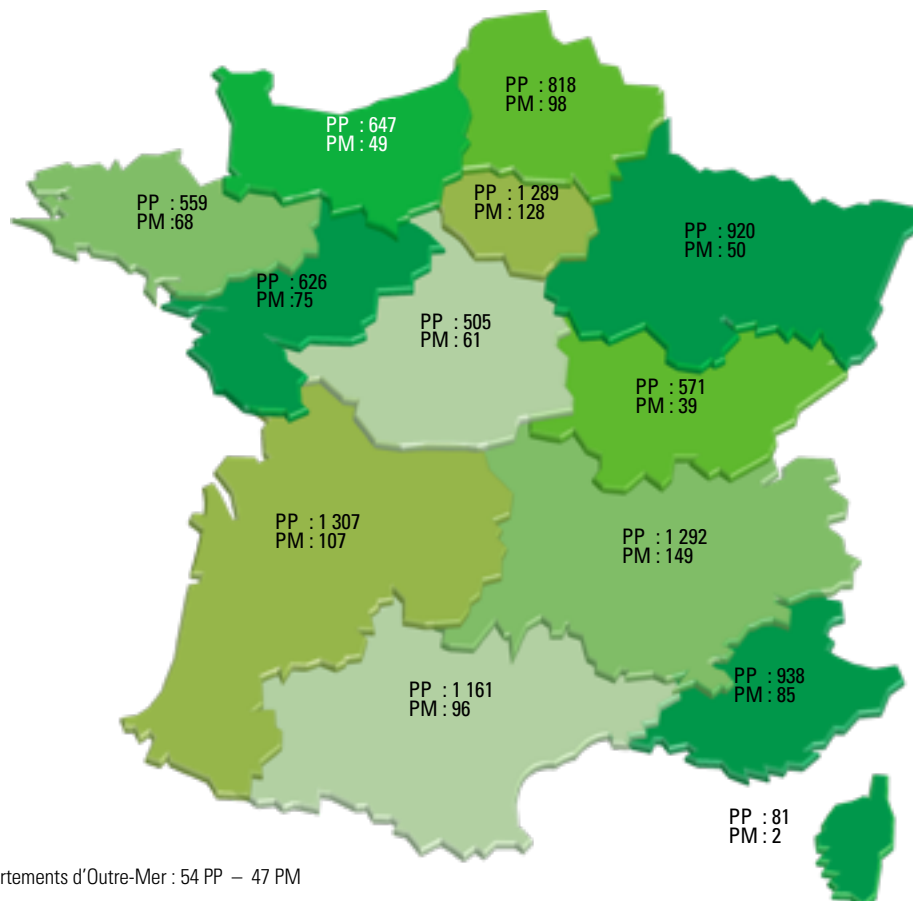 PP : 818
PM : 98
PP : 647
PM : 49
PP : 1 289
PM : 128
PP : 559
PM :68
PP : 920
PM : 50
PP : 626
PM :75
PP : 505
PM : 61
PP : 571
PM : 39
PP : 1 307
PM : 107
PP : 1 292
PM : 149
PP : 938
PM : 85
PP : 1 161
PM : 96
PP : 81
PM : 2
rtements d’Outre-Mer : 54 PP – 47 PM